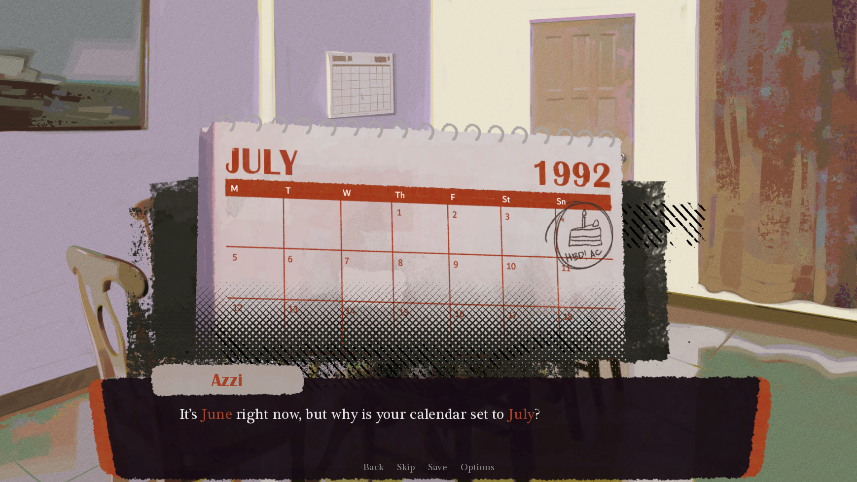 JULY 1992
M T W Th F St Sn
1 2 3
HBD! AC
5 6 7 8 9 10 11
Azzi
It's June right now, but why is your calendar set to July?
Back Skip Save Options